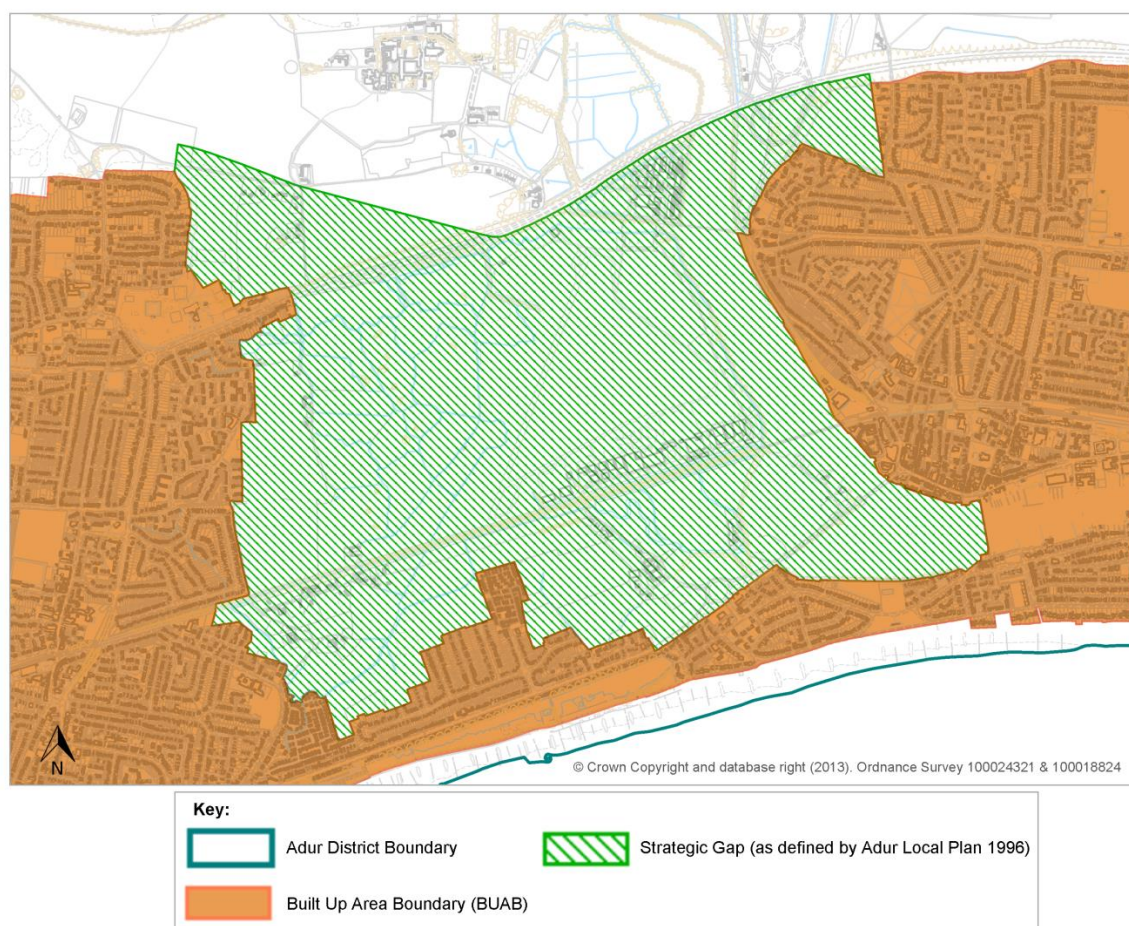 N
© Crown Copyright and database right (2013). Ordnance Survey 100024321 & 100018824
Key:
Adur District Boundary
Strategic Gap (as defined by Adur Local Plan 1996)
Built Up Area Boundary (BUAB)